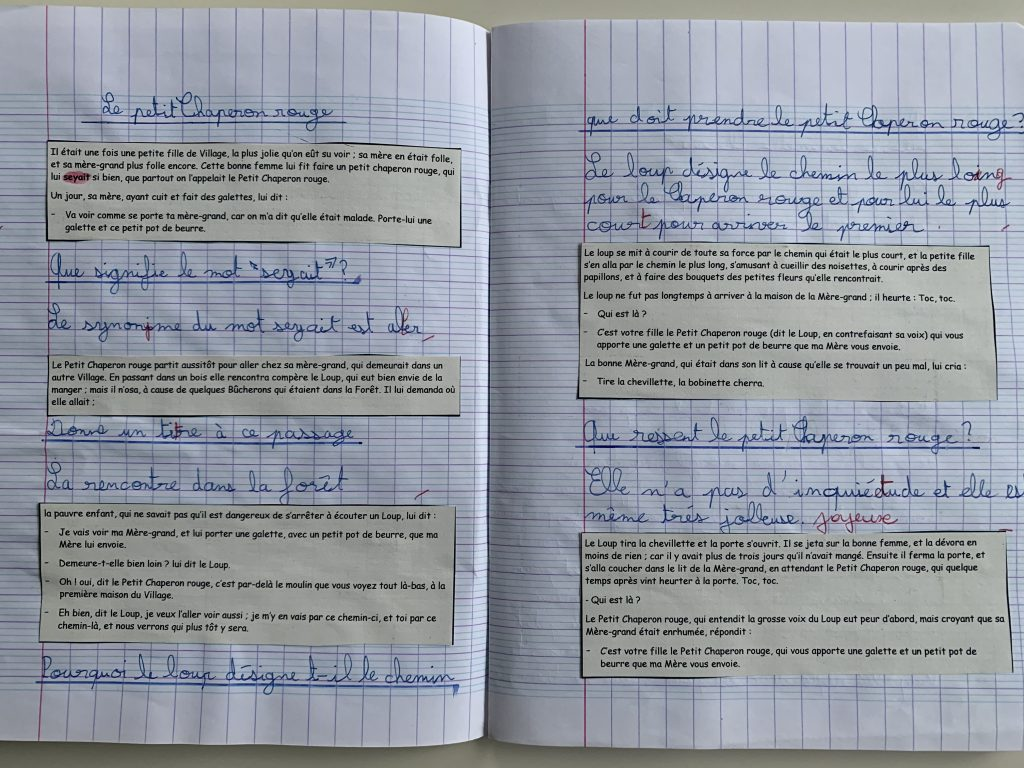 Le petit Chaperon rouge
Il était une fois une petite fille de Village, la plus jolie qu'on eût su voir ; sa mère en était folle,
et sa mère-grand plus folle encore. Cette bonne femme lui fit faire un petit chaperon rouge, qui
lui seyait si bien, que partout on l'appelait le Petit Chaperon rouge.
Un jour, sa mère, ayant cuit et fait des galettes, lui dit :
- Va voir comme se porte ta mère-grand, car on m'a dit qu'elle était malade. Porte-lui une
galette et ce petit pot de beurre.
Que signifie le mot "seyait" ?
Le synonime du mot seyait est
Le Petit Chaperon rouge partit aussitôt pour aller chez sa mère-grand, qui demeurait dans un
autre Village. En passant dans un bois elle rencontra compère le Loup, qui eut bien envie de la
manger ; mais il n'osa, à cause de quelques Bûcherons qui étaient dans la Forêt. Il lui demanda où
elle allait ;
Donne un titre à ce passage
La rencontre dans la forêt
la pauvre enfant, qui ne savait pas qu'il est dangereux de s'arrêter à écouter un Loup, lui dit :
- Je vais voir ma Mère-grand, et lui porter une galette, avec un petit pot de beurre, que ma
Mère lui envoie.
- Demeure-t-elle bien loin ? lui dit le Loup.
- Oh ! oui, dit le Petit Chaperon rouge, c'est par-delà le moulin que vous voyez tout là-bas, à la
première maison du Village.
- Eh bien, dit le Loup, je veux l'aller voir aussi ; je m'y en vais par ce chemin-ci, et toi par ce
chemin-là, et nous verrons qui plus tôt y sera.
Pourquoi le loup désigne t-il le chemin
que doit prendre le petit Chaperon rouge?
Le loup désigne le chemin le plus loing
pour le Chaperon rouge et pour lui le plus
court pour arriver le premier.
Le loup se mit à courir de toute sa force par le chemin qui était le plus court, et la petite fille
s'en alla par le chemin le plus long, s'amusant à cueillir des noisettes, à courir après des
papillons, et à faire des bouquets des petites fleurs qu'elle rencontrait.
Le loup ne fut pas longtemps à arriver à la maison de la Mère-grand ; il heurte : Toc, toc.
- Qui est là ?
- C'est votre fille le Petit Chaperon rouge (dit le Loup, en contrefaisant sa voix) qui vous
apporte une galette et un petit pot de beurre que ma Mère vous envoie.
La bonne Mère-grand, qui était dans son lit à cause qu'elle se trouvait un peu mal, lui cria :
- Tire la chevillette, la bobinette cherra.
Que ressent le petit Chaperon rouge ?
Elle n'a pas d'inquiétude et elle es
même trés jolleuse. joyeuse
Le Loup tira la chevillette et la porte s'ouvrit. Il se jeta sur la bonne femme, et la dévora en
moins de rien ; car il y avait plus de trois jours qu'il n'avait mangé. Ensuite il ferma la porte, et
s'alla coucher dans le lit de la Mère-grand, en attendant le Petit Chaperon rouge, qui quelque
temps après vint heurter à la porte. Toc, toc.
- Qui est là ?
Le Petit Chaperon rouge, qui entendit la grosse voix du Loup eut peur d'abord, mais croyant que sa
Mère-grand était enrhumée, répondit :
- C'est votre fille le Petit Chaperon rouge, qui vous apporte une galette et un petit pot de
beurre que ma Mère vous envoie.